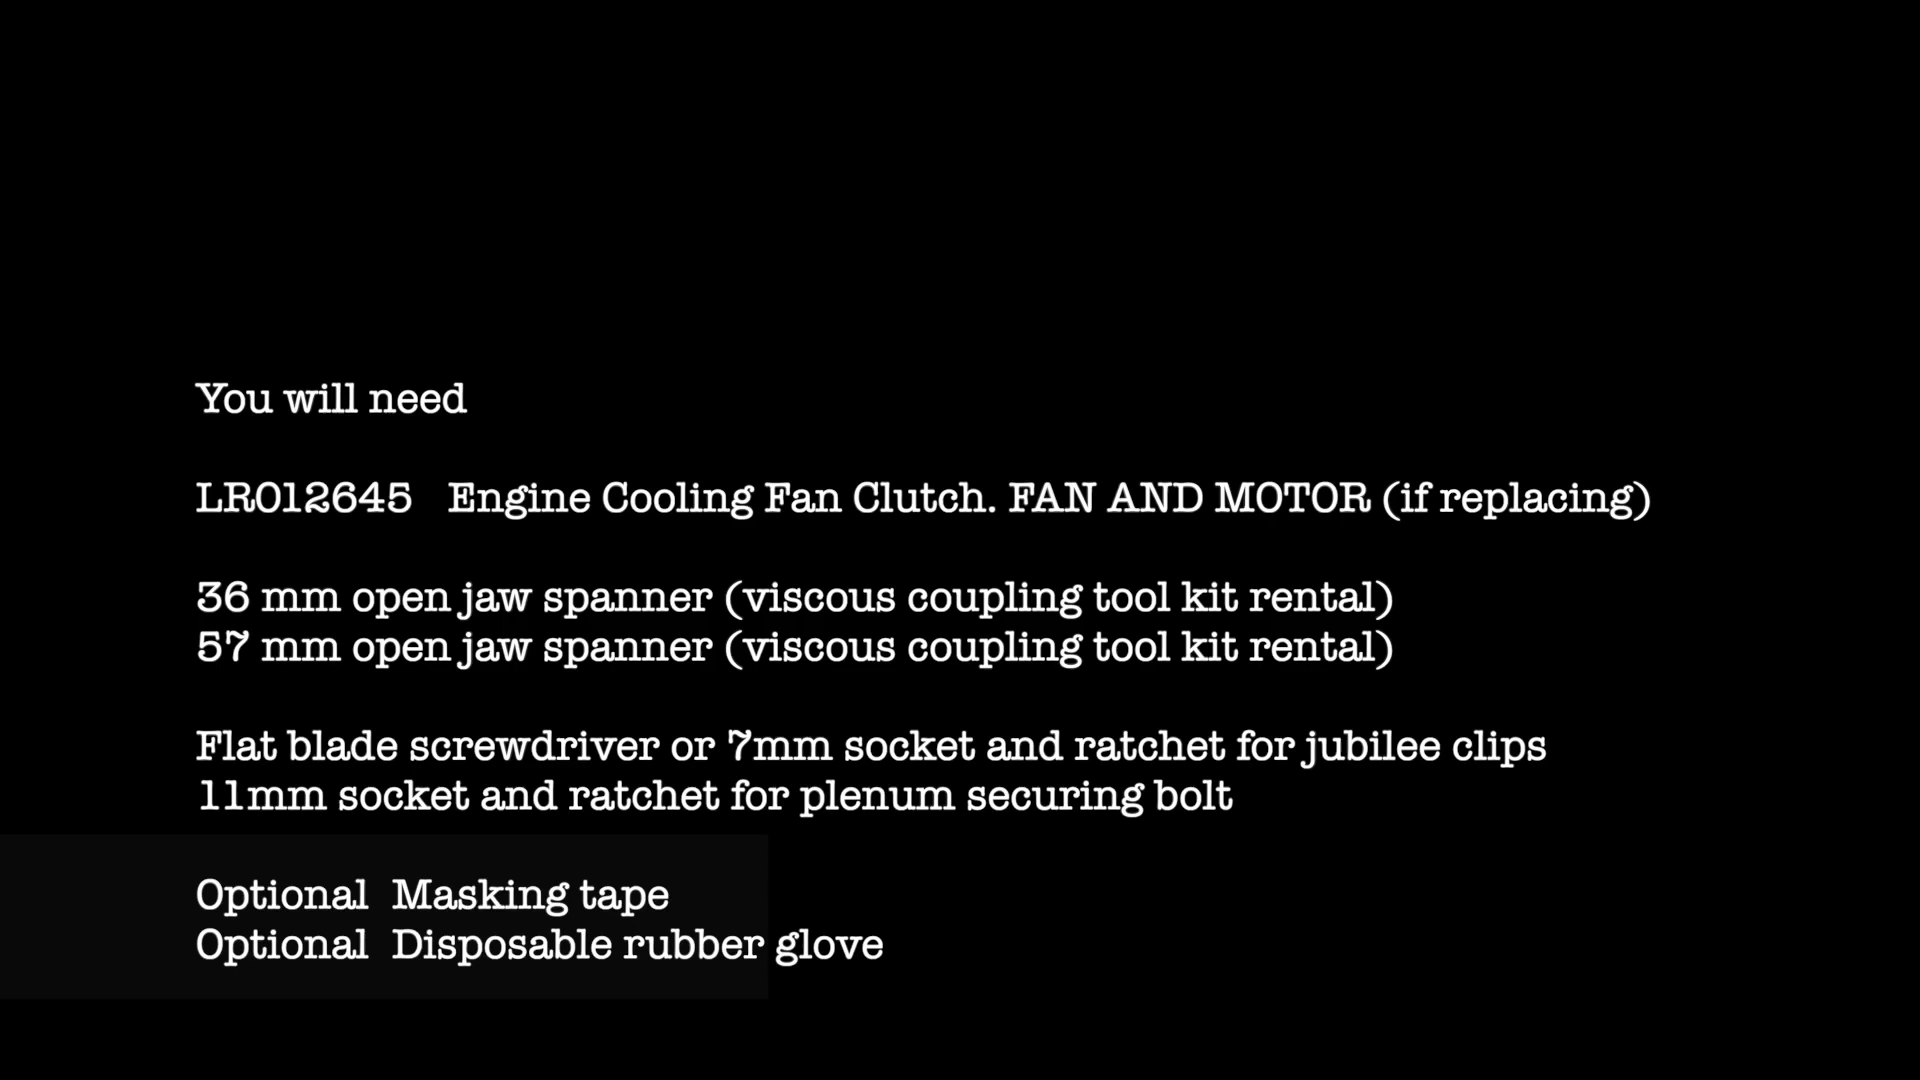 You will need
LR012645 Engine Cooling Fan Clutch. FAN AND MOTOR (if replacing)
36 mm open jaw spanner (viscous coupling tool kit rental)
57 mm open jaw spanner (viscous coupling tool kit rental)
Flat blade screwdriver or 7mm socket and ratchet for jubilee clips
11mm socket and ratchet for plenum securing bolt
Optional Masking tape
Optional Disposable rubber glove